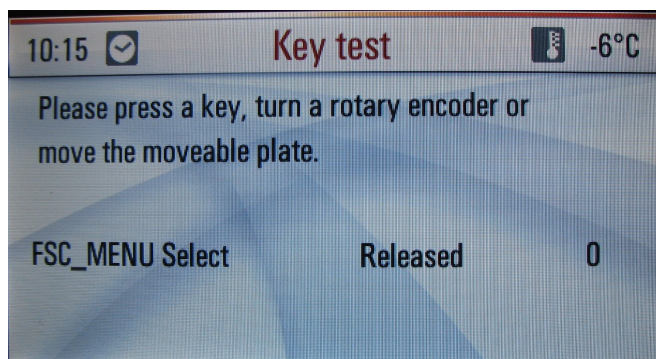 10:15 Key test -6°C
Please press a key, turn a rotary encoder or
move the moveable plate.
FSC_MENU Select Released 0